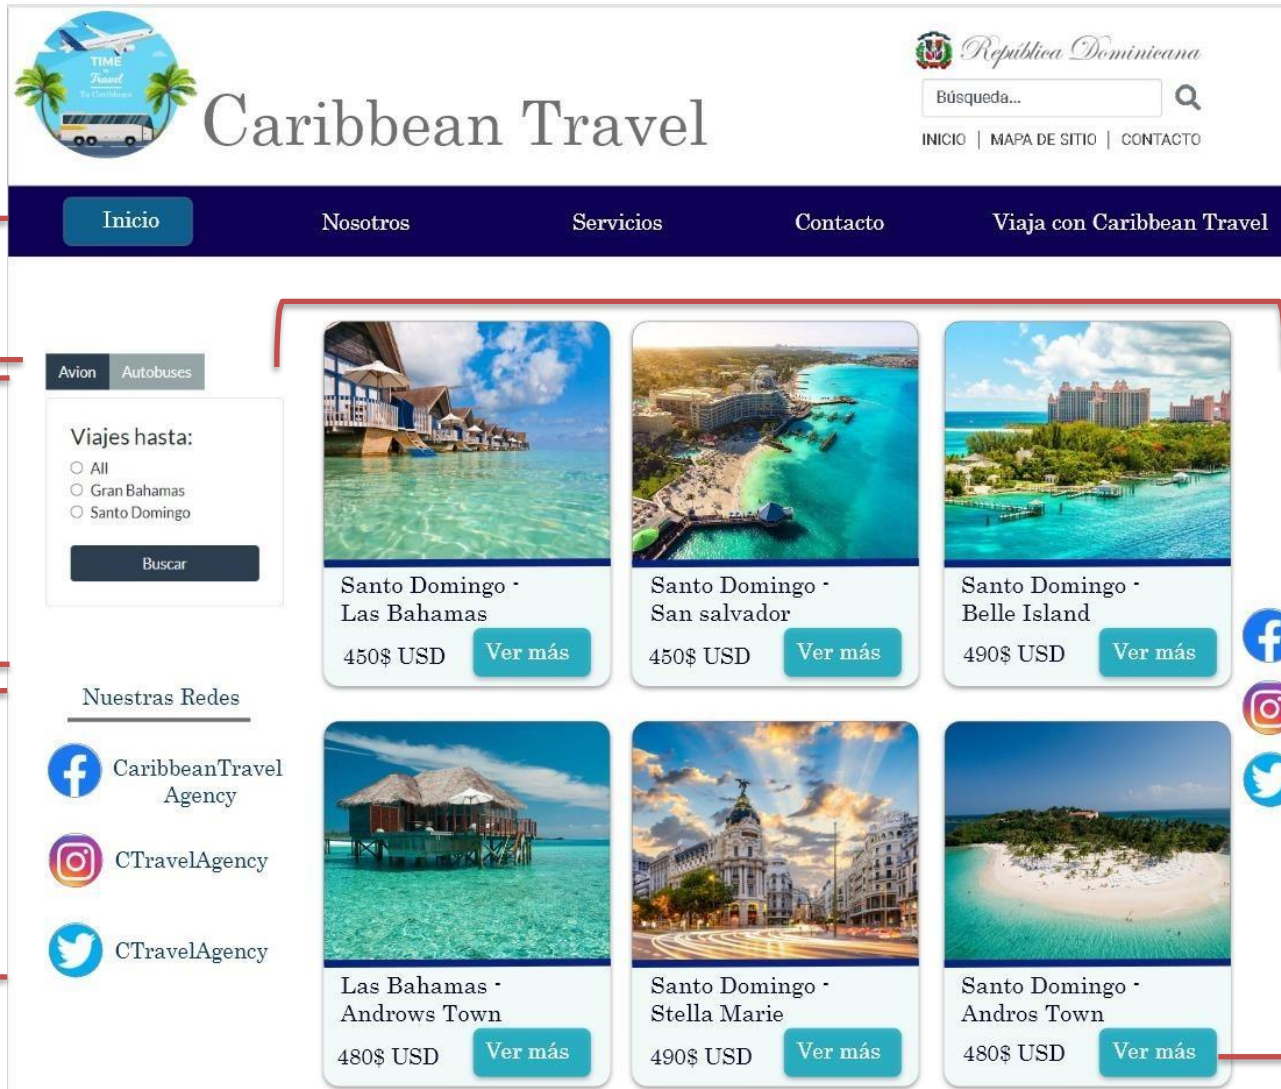 TIME
to
Travel
Tu Caribbean
Caribbean Travel
República Dominicana
Búsqueda...
INICIO | MAPA DE SITIO | CONTACTO
Inicio
Nosotros
Servicios
Contacto
Viaja con Caribbean Travel
Avion
Autobuses
Viajes hasta:
All
Gran Bahamas
Santo Domingo
Buscar
Nuestras Redes
CaribbeanTravel
Agency
CTravelAgency
CTravelAgency
Santo Domingo -
Las Bahamas
450$ USD
Ver más
Santo Domingo -
San salvador
450$ USD
Ver más
Santo Domingo -
Belle Island
490$ USD
Ver más
Las Bahamas -
Androws Town
480$ USD
Ver más
Santo Domingo -
Stella Marie
490$ USD
Ver más
Santo Domingo -
Andros Town
480$ USD
Ver más